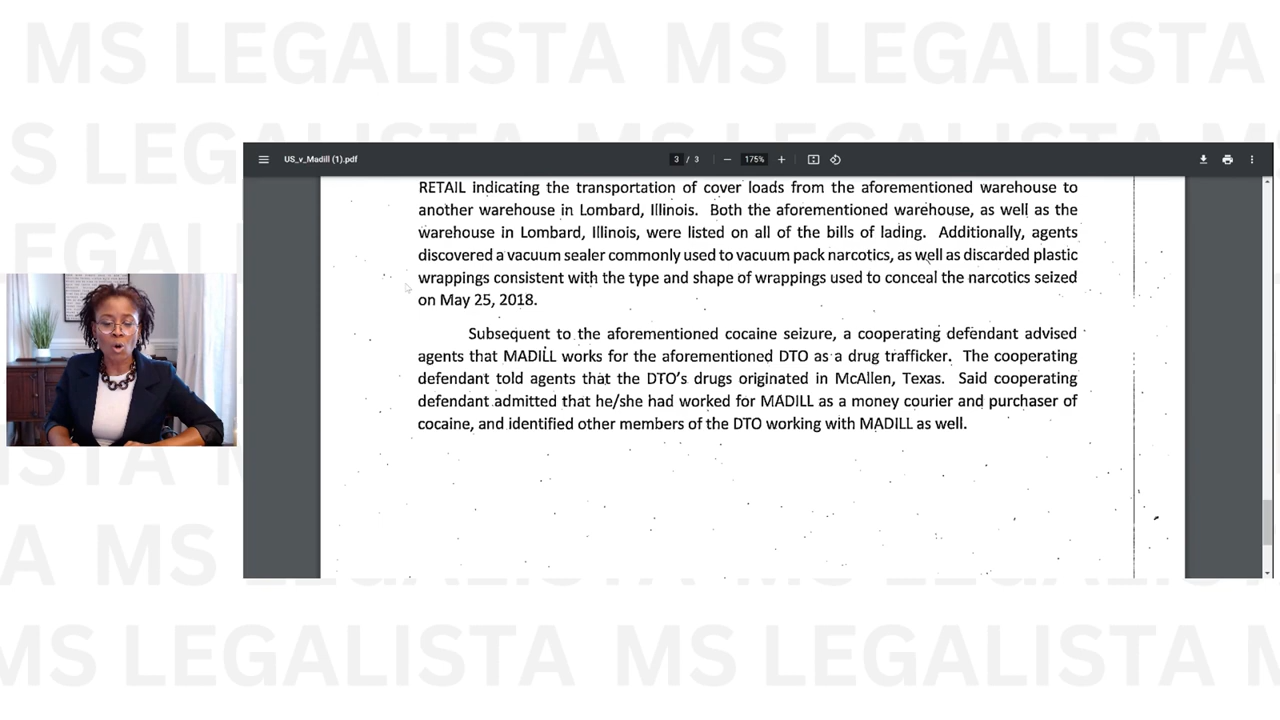 MS LEGALISTA MS LEGALISTA
S LEG
US_v_Madill (1).pdf
3 / 3
175%
RETAIL indicating the transportation of cover loads from the aforementioned warehouse to
another warehouse in Lombard, Illinois. Both the aforementioned warehouse, as well as the
warehouse in Lombard, Illinois, were listed on all of the bills of lading. Additionally, agents
discovered a vacuum sealer commonly used to vacuum pack narcotics, as well as discarded plastic
wrappings consistent with the type and shape of wrappings used to conceal the narcotics seized
on May 25, 2018.
Subsequent to the aforementioned cocaine seizure, a cooperating defendant advised
agents that MADILL works for the aforementioned DTO as a drug trafficker. The cooperating
defendant told agents that the DTO's drugs originated in McAllen, Texas. Said cooperating
defendant admitted that he/she had worked for MADILL as a money courier and purchaser of
cocaine, and identified other members of the DTO working with MADILL as well.
EGAL
STA
A MS LEGALISTA MS LEGALISTA
MS LEGALISTA MS LEGALISTA